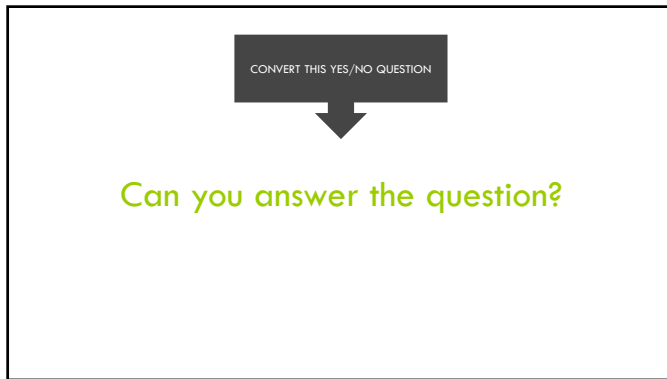 CONVERT THIS YES/NO QUESTION
Can you answer the question?